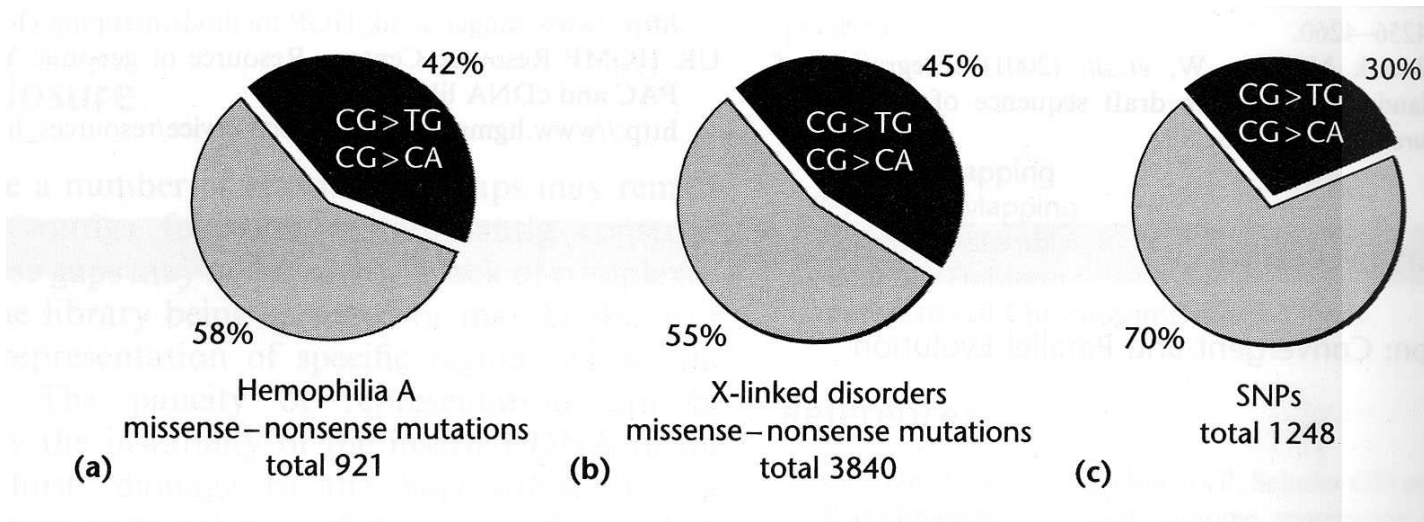 42%
CG>TG
CG>CA
58%
Hemophilia A
missense–nonsense mutations
(a) total 921
45%
CG>TG
CG>CA
55%
X-linked disorders
missense–nonsense mutations
(b) total 3840
30%
CG>TG
CG>CA
70%
SNPs
total 1248
(c)